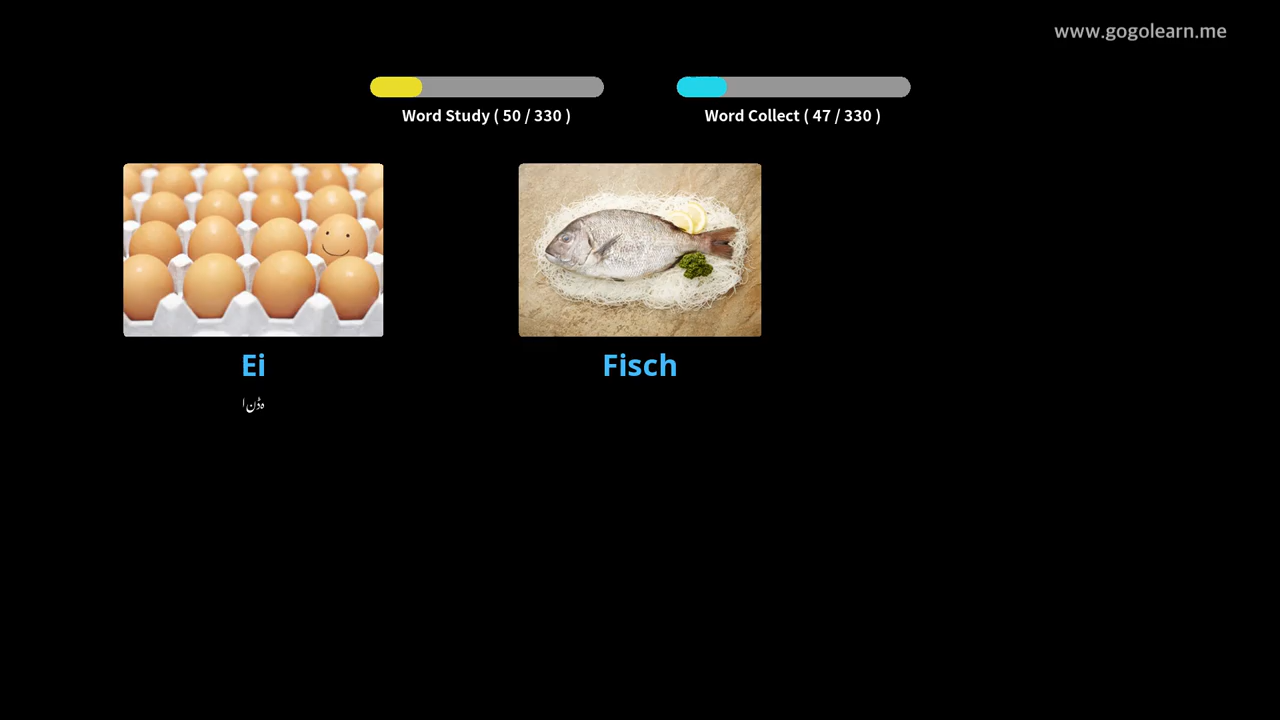 www.gogolearn.me
Word Study ( 50 / 330 )
Word Collect ( 47 / 330 )
Ei
Fisch
انڈہ